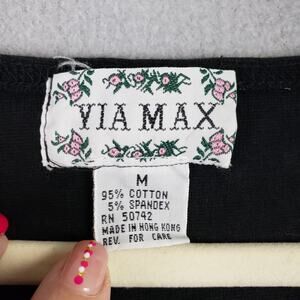 VIA MAX
M
95% COTTON
5% SPANDEX
RN 50742
MADE IN HONG KONG
REV. FOR CARE